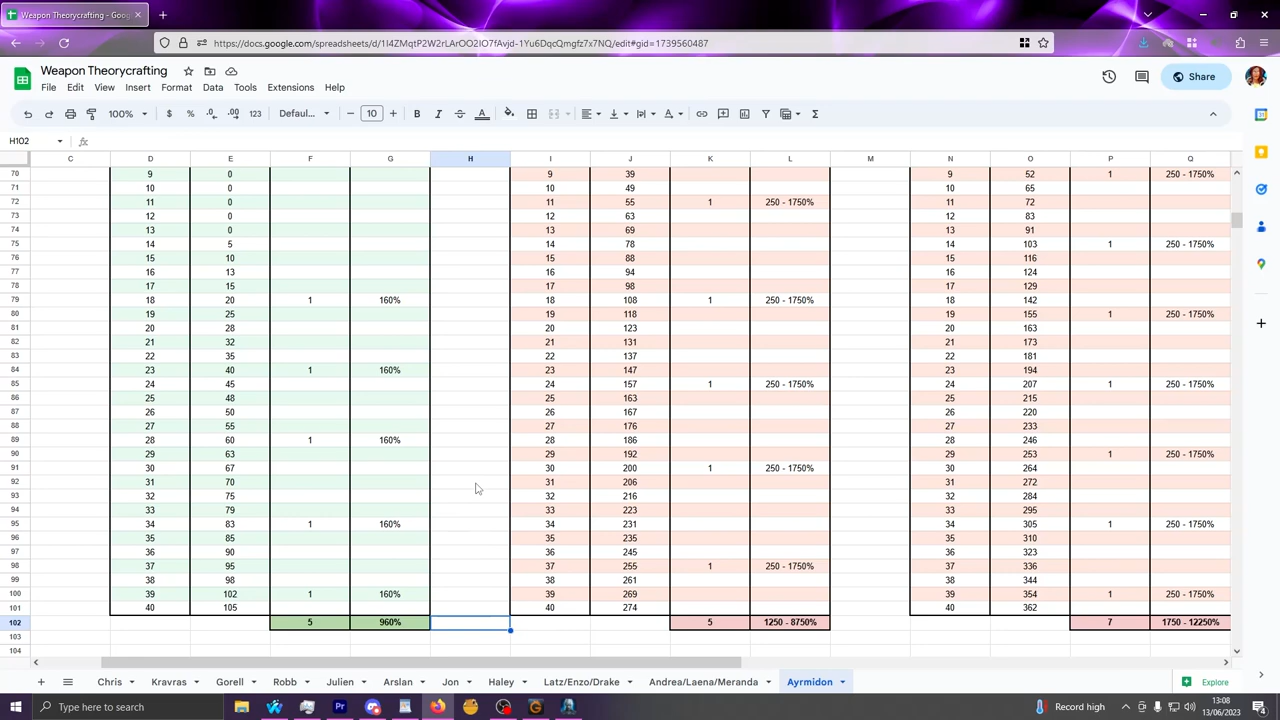 Weapon Theorycrafting - Goog
https://docs.google.com/spreadsheets/d/1I4ZMqtP2W2rLArOO2IO7fAvjd-1Yu6DqcQmgfz7x7NQ/edit#gid=1739560487
Weapon Theorycrafting
Share
File Edit View Insert Format Data Tools Extensions Help
100% $ % .0 .00 123 Defaul... 10 B I A
H102 fx
C D E F G H I J K L M N O P Q
70 9 0 9 39 9 52 1 250 - 1750%
71 10 0 10 49 10 65
72 11 0 11 55 1 250 - 1750% 11 72
73 12 0 12 63 12 83
74 13 0 13 69 13 91
75 14 5 14 78 14 103 1 250 - 1750%
76 15 10 15 88 15 116
77 16 13 16 94 16 124
78 17 15 17 98 17 129
79 18 20 1 160% 18 108 1 250 - 1750% 18 142
80 19 25 19 118 19 155 1 250 - 1750%
81 20 28 20 123 20 163
82 21 32 21 131 21 173
83 22 35 22 137 22 181
84 23 40 1 160% 23 147 23 194
85 24 45 24 157 1 250 - 1750% 24 207 1 250 - 1750%
86 25 48 25 163 25 215
87 26 50 26 167 26 220
88 27 55 27 176 27 233
89 28 60 1 160% 28 186 28 246
90 29 63 29 192 29 253 1 250 - 1750%
91 30 67 30 200 1 250 - 1750% 30 264
92 31 70 31 206 31 272
93 32 75 32 216 32 284
94 33 79 33 223 33 295
95 34 83 1 160% 34 231 34 305 1 250 - 1750%
96 35 85 35 235 35 310
97 36 90 36 245 36 323
98 37 95 37 255 1 250 - 1750% 37 336
99 38 98 38 261 38 344
100 39 102 1 160% 39 269 39 354 1 250 - 1750%
101 40 105 40 274 40 362
102 5 960% 5 1250 - 8750% 7 1750 - 12250%
103
104
Chris Kravras Gorell Robb Julien Arslan Jon Haley Latz/Enzo/Drake Andrea/Laena/Meranda Ayrmidon Explore
Type here to search
Record high
13:08
13/06/2023
4